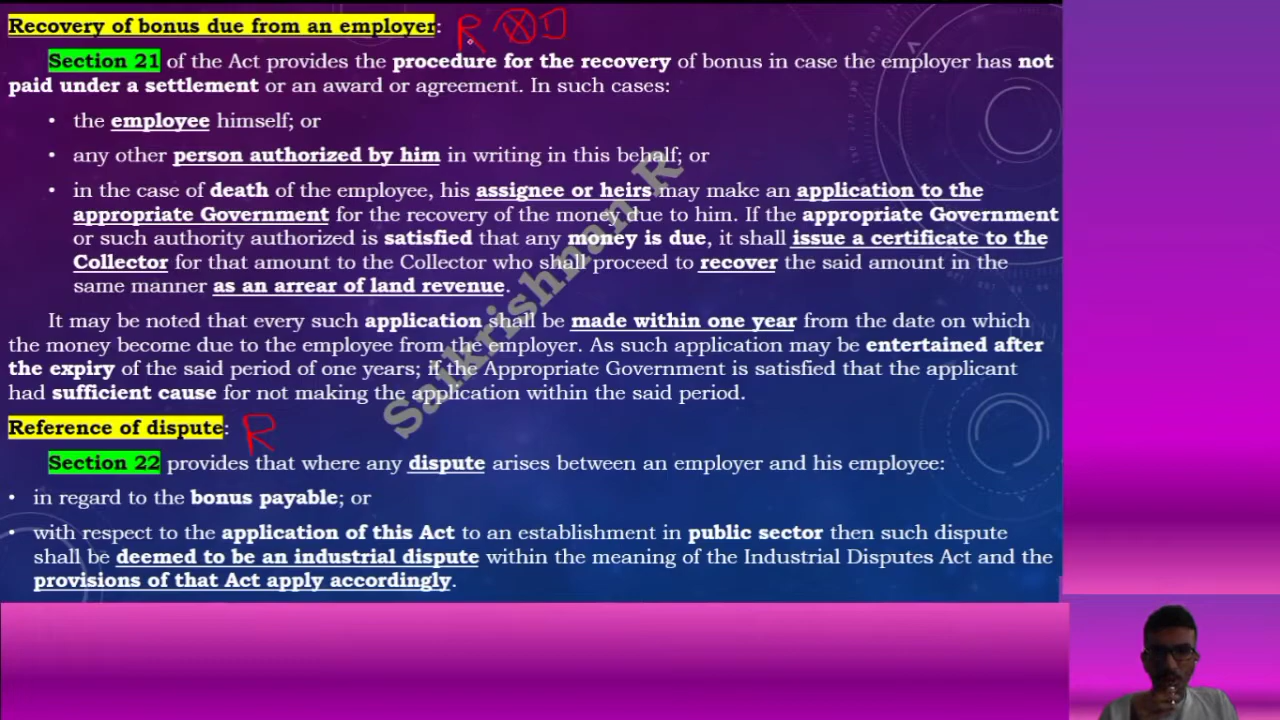 Recovery of bonus due from an employer: R
Section 21 of the Act provides the procedure for the recovery of bonus in case the employer has not
paid under a settlement or an award or agreement. In such cases:
• the employee himself; or
• any other person authorized by him in writing in this behalf; or
• in the case of death of the employee, his assignee or heirs may make an application to the
appropriate Government for the recovery of the money due to him. If the appropriate Government
or such authority authorized is satisfied that any money is due, it shall issue a certificate to the
Collector for that amount to the Collector who shall proceed to recover the said amount in the
same manner as an arrear of land revenue.
It may be noted that every such application shall be made within one year from the date on which
the money become due to the employee from the employer. As such application may be entertained after
the expiry of the said period of one years; if the Appropriate Government is satisfied that the applicant
had sufficient cause for not making the application within the said period.
Reference of dispute: R
Section 22 provides that where any dispute arises between an employer and his employee:
• in regard to the bonus payable; or
• with respect to the application of this Act to an establishment in public sector then such dispute
shall be deemed to be an industrial dispute within the meaning of the Industrial Disputes Act and the
provisions of that Act apply accordingly.
Saikrishnan R